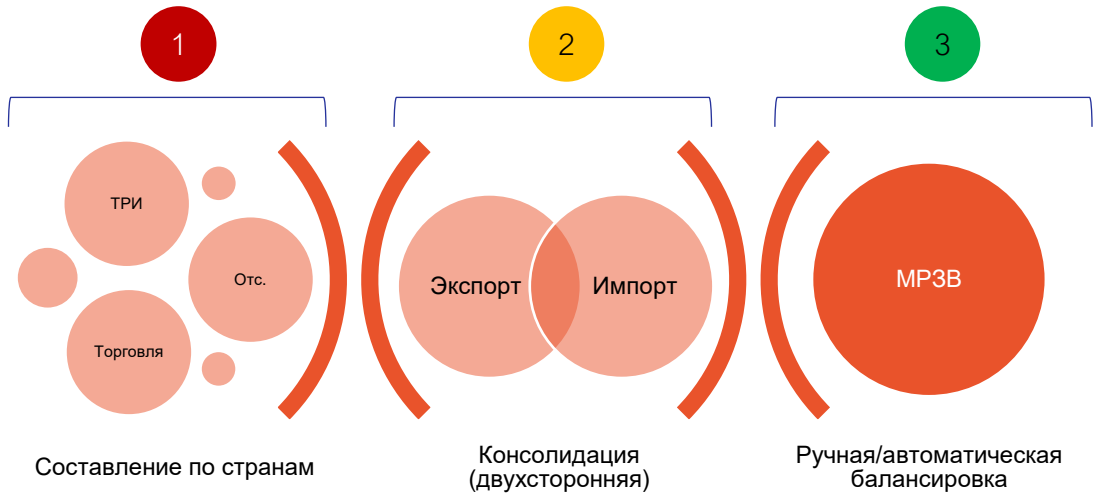 1
2
3
ТРИ
Отс.
Торговля
Экспорт
Импорт
МРЗВ
Составление по странам
Консолидация
(двухсторонняя)
Ручная/автоматическая
балансировка